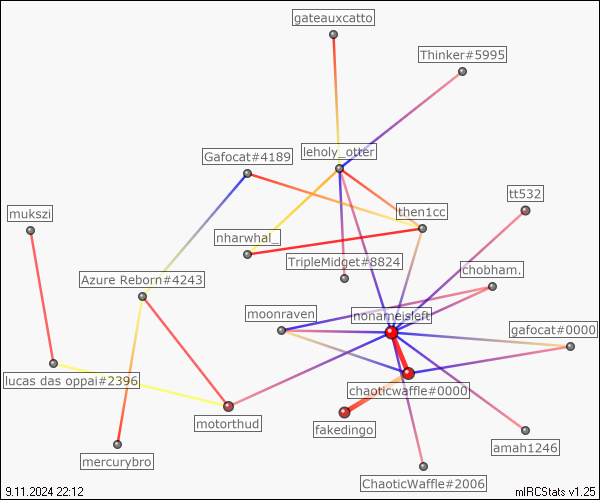 gateauxcatto
Thinker#5995
leholy_otter
Gafocat#4189
tt532
mukszi
then1cc
nharwhal_
TripleMidget#8824
chobham.
Azure Reborn#4243
moonraven
nonameisleft
gafocat#0000
lucas das oppai#2396
chaoticwaffle#0000
motorthud
fakedingo
amah1246
mercurybro
ChaoticWaffle#2006
9.11.2024 22:12
mIRCStats v1.25